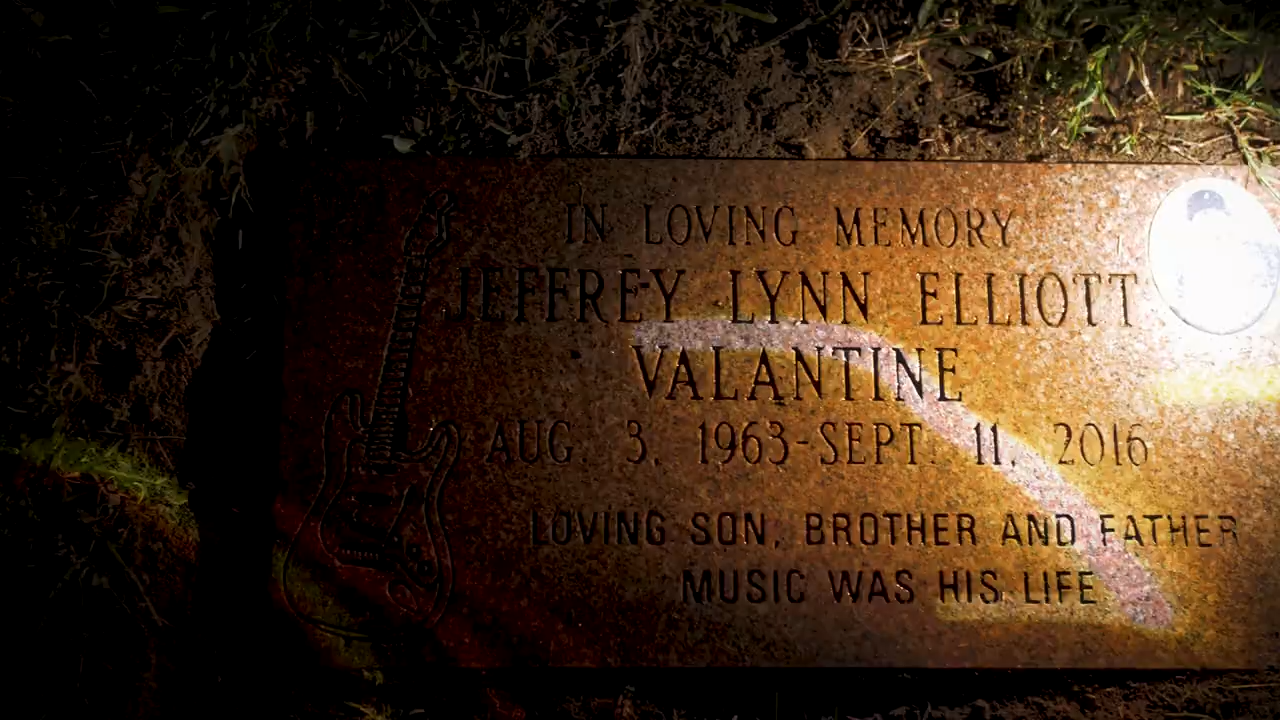 IN LOVING MEMORY
JEFFREY LYNN ELLIOTT
VALANTINE
AUG 3, 1963-SEPT. 11, 2016
LOVING SON, BROTHER AND FATHER
MUSIC WAS HIS LIFE